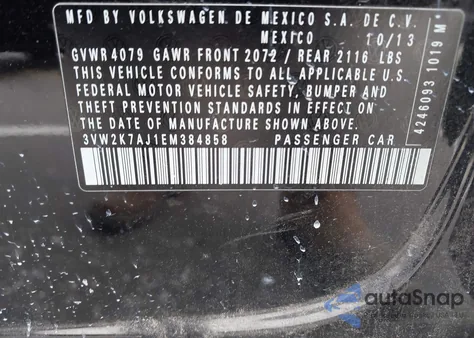 MFD BY VOLKSWAGEN DE MEXICO S.A. DE C.V.
MEXICO 10/13
GVWR 4079 GAWR FRONT 2072 / REAR 2116 LBS
THIS VEHICLE CONFORMS TO ALL APPLICABLE U.S.
FEDERAL MOTOR VEHICLE SAFETY, BUMPER AND
THEFT PREVENTION STANDARDS IN EFFECT ON
THE DATE OF MANUFACTURE SHOWN ABOVE.
3VW2K7AJ1EM384858 PASSENGER CAR
4246093 1019 M*
autoSnap